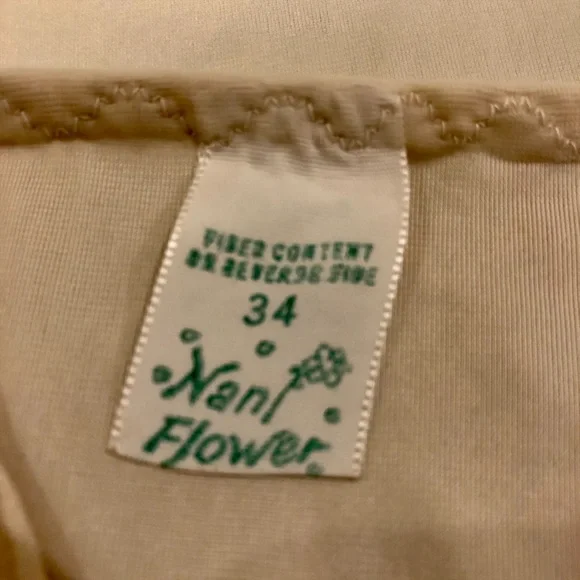 FIBER CONTENT
ON REVERSE SIDE
34
Nani
Flower